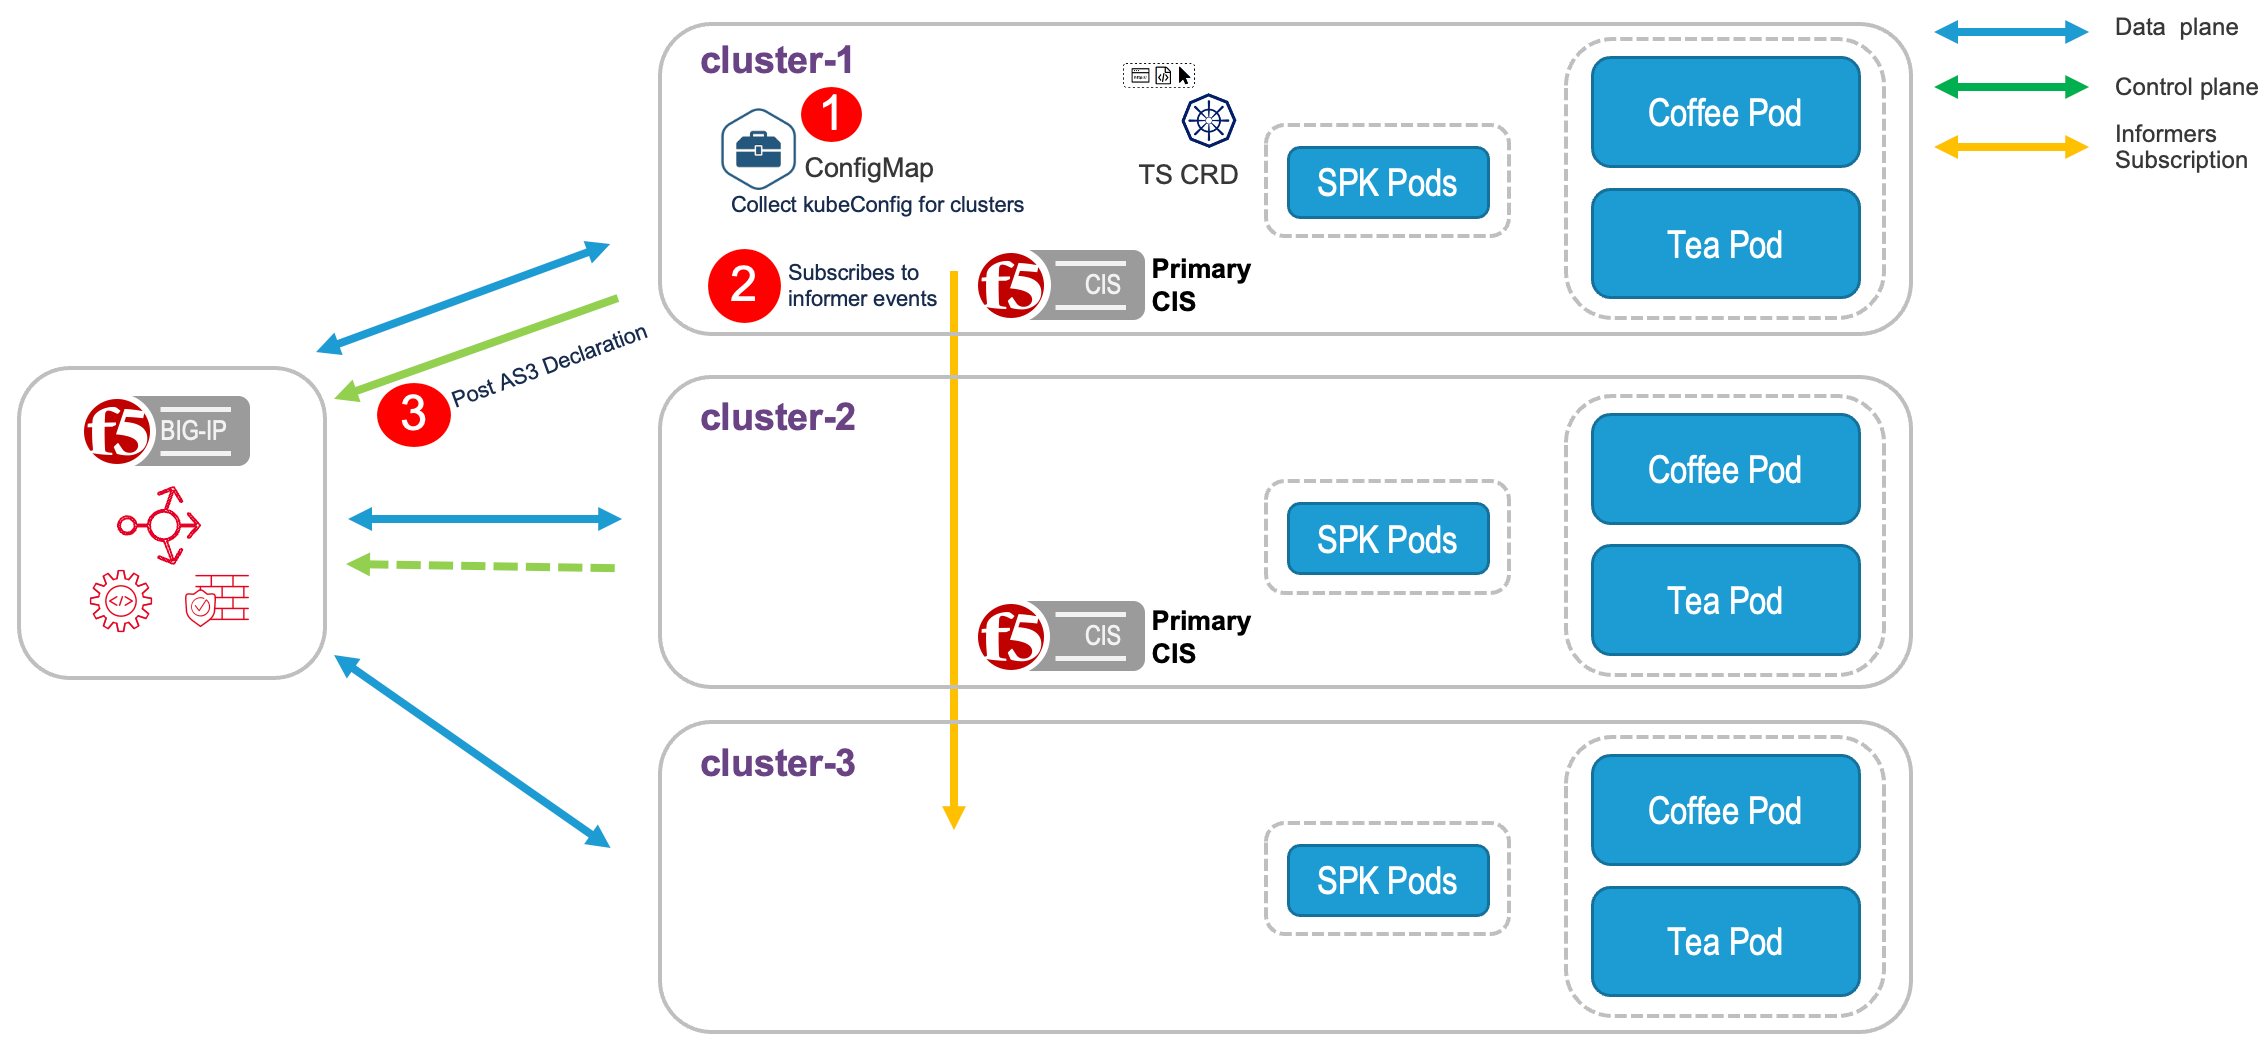 cluster-1
1
ConfigMap
Collect kubeConfig for clusters
2
Subscribes to
informer events
TS CRD
f5
CIS
Primary
CIS
SPK Pods
Coffee Pod
Tea Pod
Data plane
Control plane
Informers
Subscription
Post AS3 Declaration
3
f5
BIG-IP
</>
cluster-2
f5
CIS
Primary
CIS
SPK Pods
Coffee Pod
Tea Pod
cluster-3
SPK Pods
Coffee Pod
Tea Pod